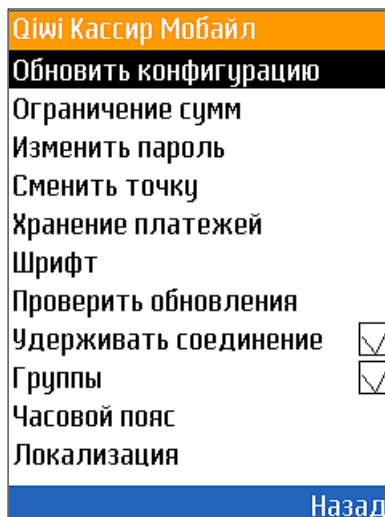 Qiwi Кассир Мобайл
Обновить конфигурацию
Ограничение сумм
Изменить пароль
Сменить точку
Хранение платежей
Шрифт
Проверить обновления
Удерживать соединение
Группы
Часовой пояс
Локализация
Назад